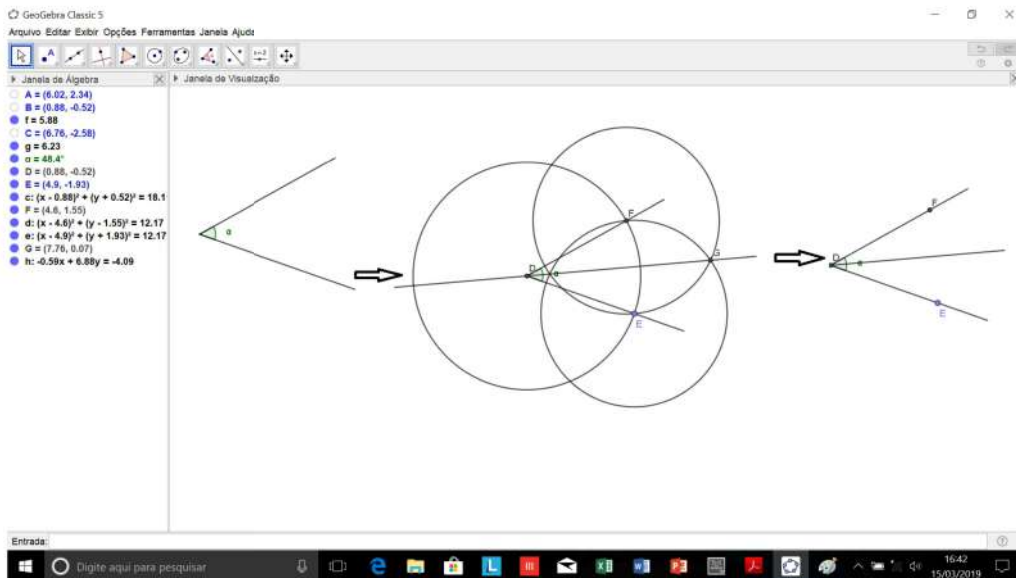 GeoGebra Classic 5
Arquivo Editar Exibir Opções Ferramentas Janela Ajuda
Janela de Álgebra
Janela de Visualização
A = (6.02, 2.34)
B = (0.88, -0.52)
f = 5.88
C = (6.76, -2.58)
g = 6.23
α = 48.4°
D = (0.88, -0.52)
E = (4.9, -1.93)
c: (x - 0.88)² + (y + 0.52)² = 18.1
F = (4.6, 1.55)
d: (x - 4.6)² + (y - 1.55)² = 12.17
e: (x - 4.9)² + (y + 1.93)² = 12.17
G = (7.76, 0.07)
h: -0.59x + 6.88y = -4.09
α
F
D
α
G
E
F
D
α
E
Entrada:
Digite aqui para pesquisar
16:42
15/03/2019